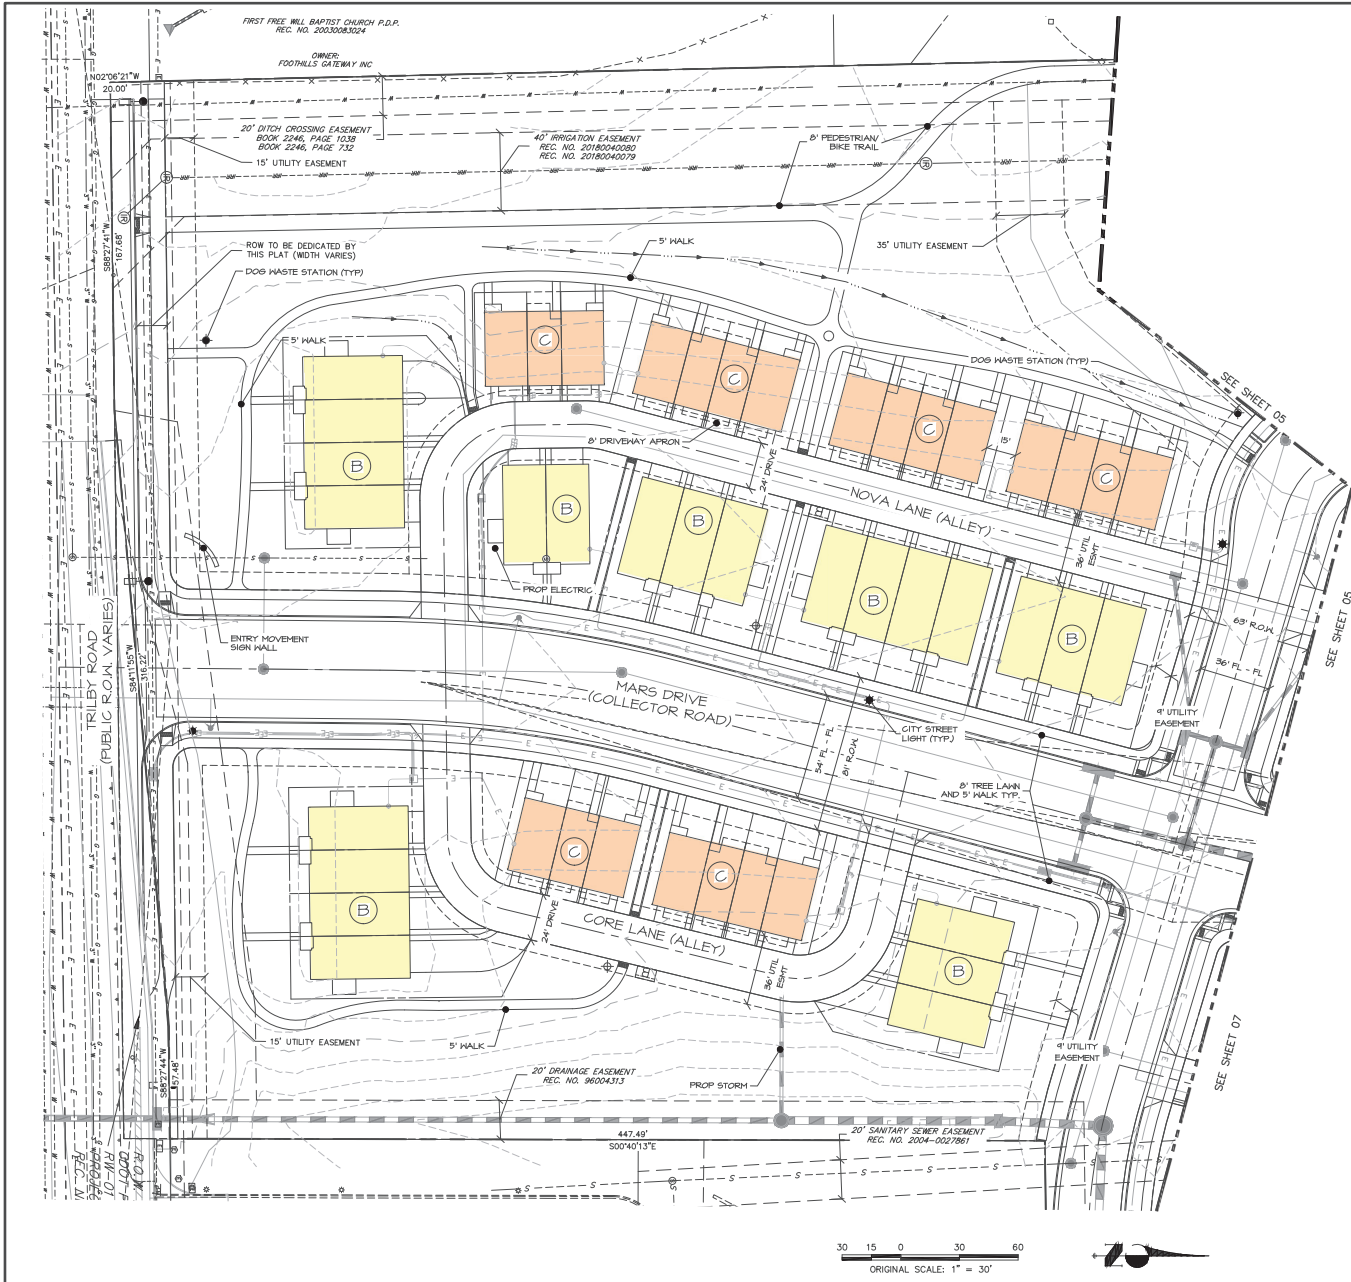 FIRST FREE WILL BAPTIST CHURCH P.D.P.
REC. NO. 20030083024
OWNER:
FOOTHILLS GATEWAY INC
N02°06'21"W
20.00'
20' DITCH CROSSING EASEMENT
BOOK 2246, PAGE 1038
BOOK 2246, PAGE 732
15' UTILITY EASEMENT
40' IRRIGATION EASEMENT
REC. NO. 20180040080
REC. NO. 20180040079
8' PEDESTRIAN/
BIKE TRAIL
S88°27'41"W
167.68'
ROW TO BE DEDICATED BY
THIS PLAT (WIDTH VARIES)
DOG WASTE STATION (TYP)
5' WALK
35' UTILITY EASEMENT
5' WALK
C
C
C
C
DOG WASTE STATION (TYP)
SEE SHEET 05
8' DRIVEWAY APRON
24' DRIVE
15'
B
B
B
B
B
NOVA LANE (ALLEY)
36' UTIL
ESMT
PROP ELECTRIC
ENTRY MOVEMENT
SIGN WALL
TRILBY ROAD
(PUBLIC R.O.W. VARIES)
S84°11'55"W
316.22'
MARS DRIVE
(COLLECTOR ROAD)
63' R.O.W.
36' FL - FL
SEE SHEET 05
9' UTILITY
EASEMENT
CITY STREET
LIGHT (TYP.)
54' FL - FL
81' R.O.W.
8' TREE LAWN
AND 5' WALK TYP.
C
C
B
B
24' DRIVE
CORE LANE (ALLEY)
36' UTIL
ESMT
15' UTILITY EASEMENT
5' WALK
9' UTILITY
EASEMENT
SEE SHEET 07
S88°27'44"W
157.48'
20' DRAINAGE EASEMENT
REC. NO. 96004313
PROP STORM
447.49'
S00°40'13"E
20' SANITARY SEWER EASEMENT
REC. NO. 2004-0027861
30 15 0 30 60
ORIGINAL SCALE: 1" = 30'